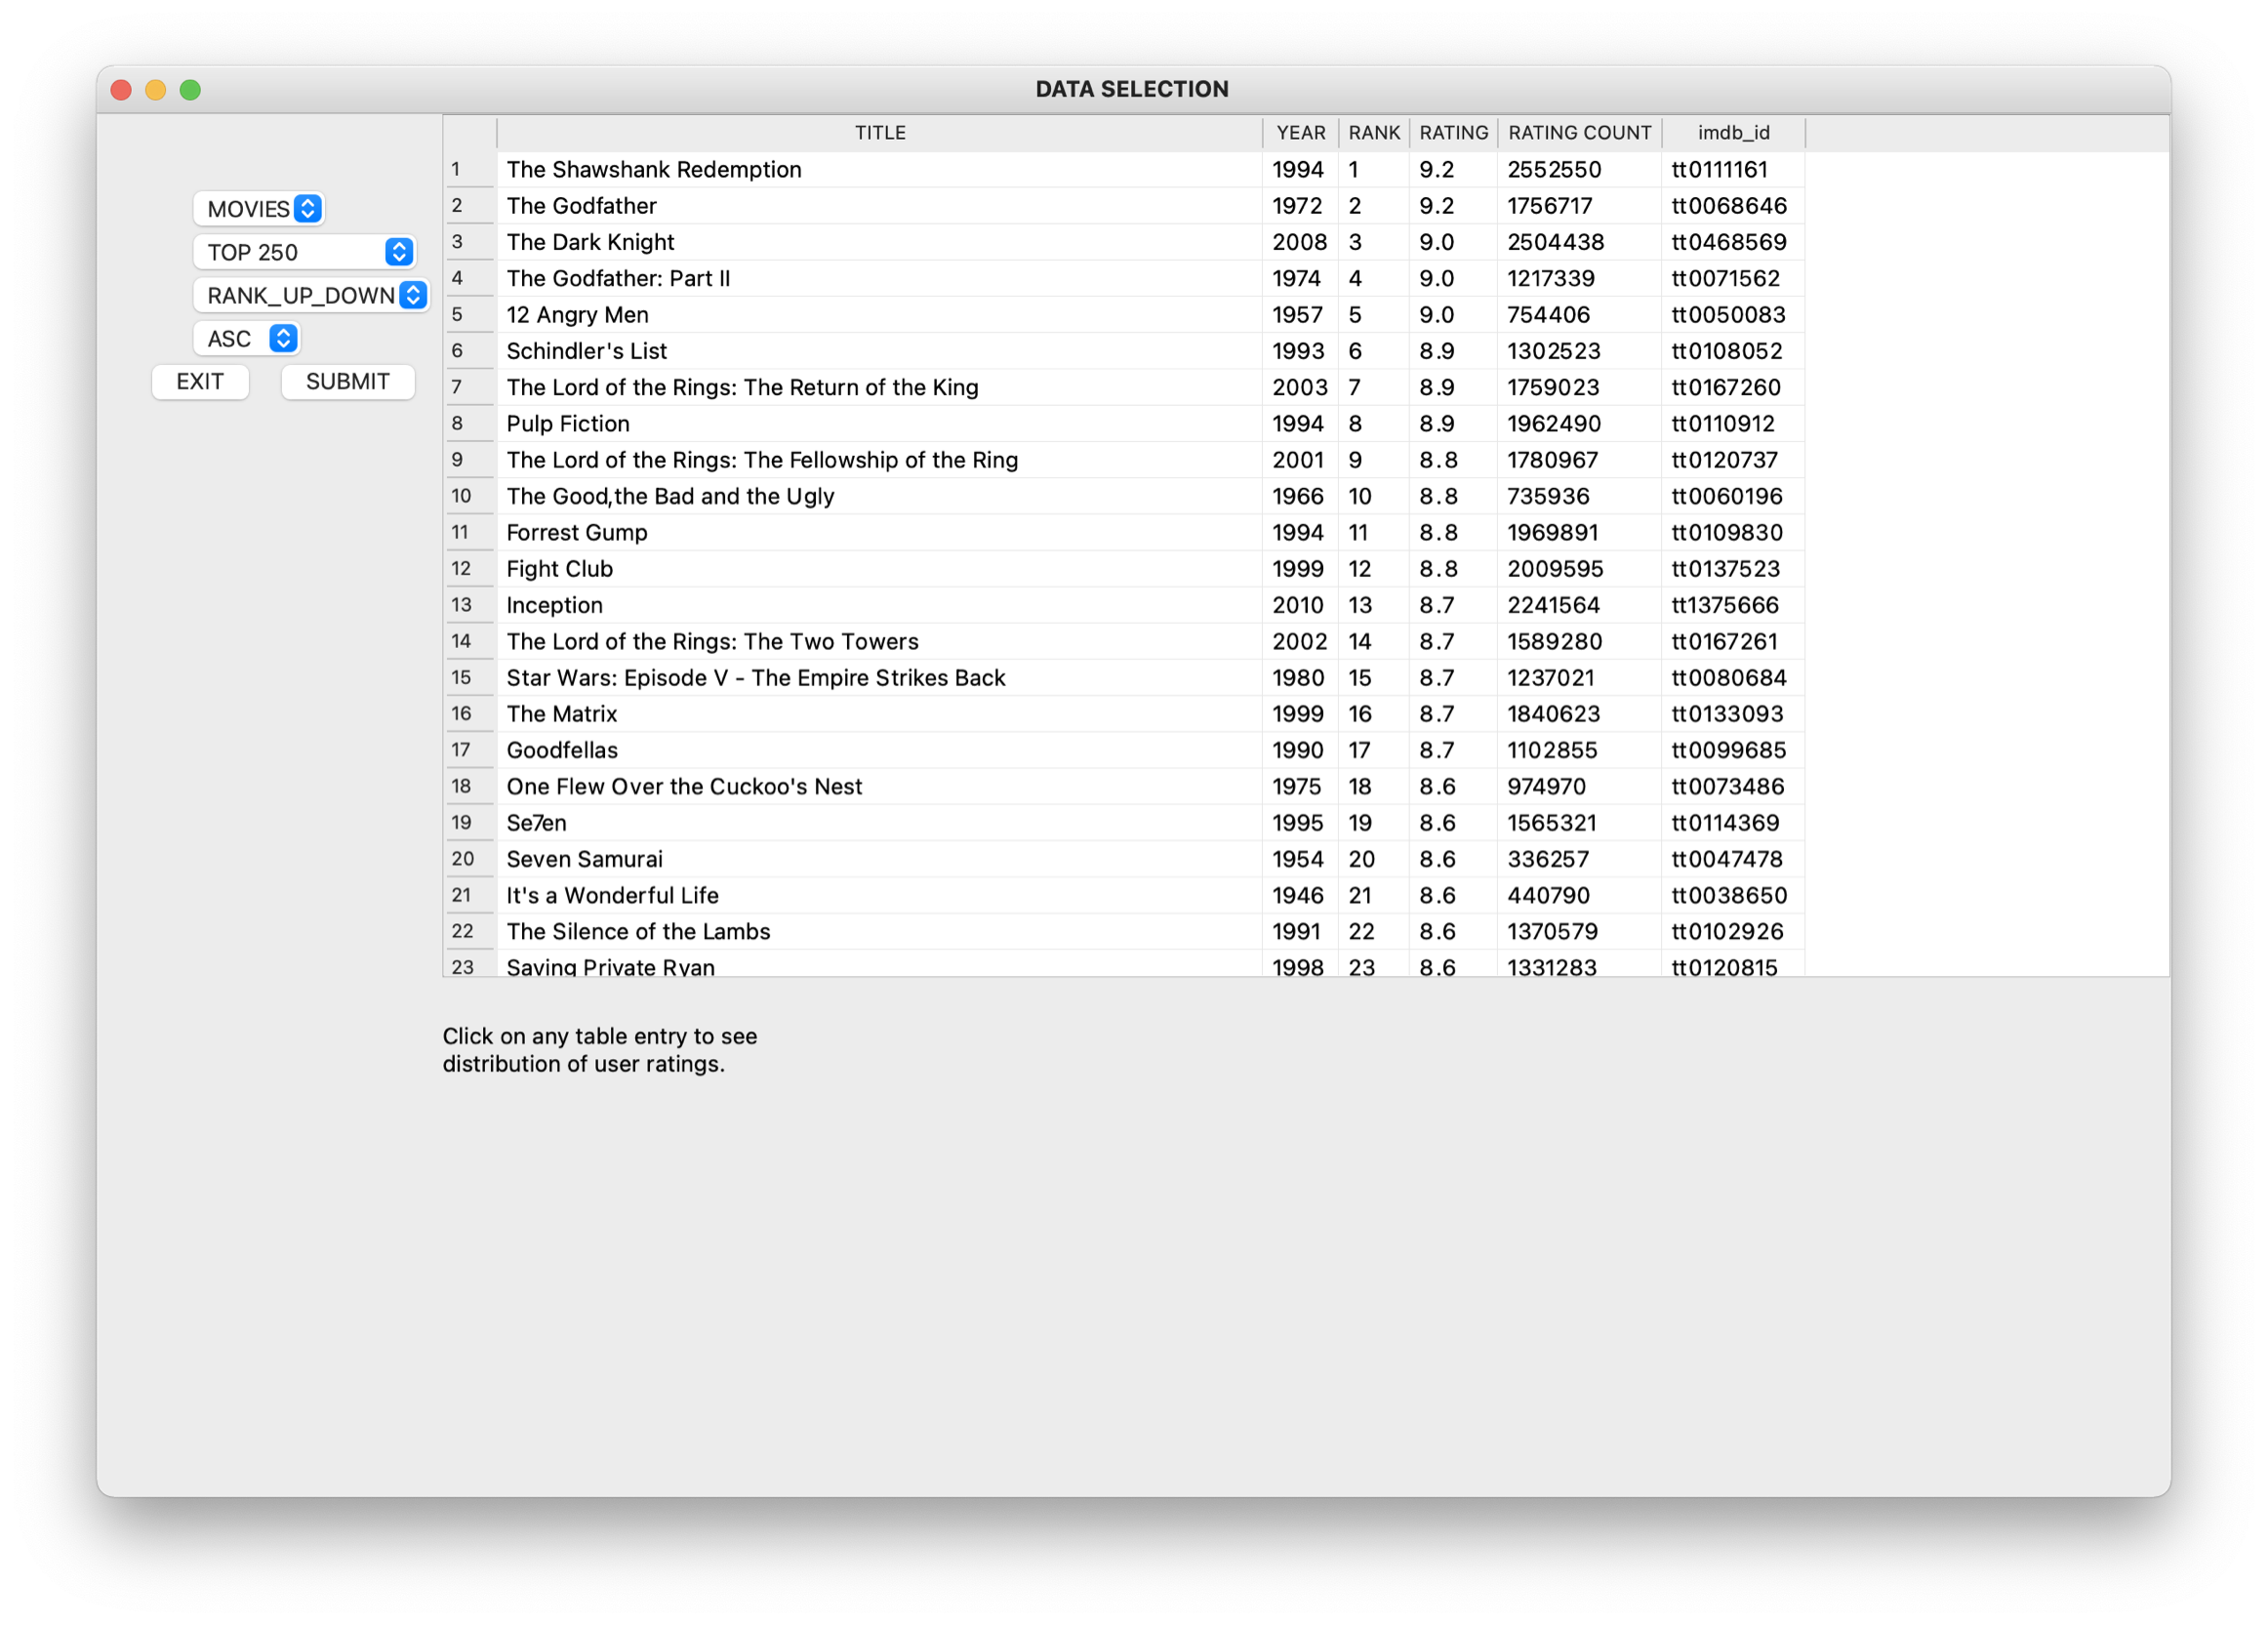 DATA SELECTION
MOVIES
TOP 250
RANK_UP_DOWN
ASC
EXIT SUBMIT
TITLE YEAR RANK RATING RATING COUNT imdb_id
1 The Shawshank Redemption 1994 1 9.2 2552550 tt0111161
2 The Godfather 1972 2 9.2 1756717 tt0068646
3 The Dark Knight 2008 3 9.0 2504438 tt0468569
4 The Godfather: Part II 1974 4 9.0 1217339 tt0071562
5 12 Angry Men 1957 5 9.0 754406 tt0050083
6 Schindler's List 1993 6 8.9 1302523 tt0108052
7 The Lord of the Rings: The Return of the King 2003 7 8.9 1759023 tt0167260
8 Pulp Fiction 1994 8 8.9 1962490 tt0110912
9 The Lord of the Rings: The Fellowship of the Ring 2001 9 8.8 1780967 tt0120737
10 The Good,the Bad and the Ugly 1966 10 8.8 735936 tt0060196
11 Forrest Gump 1994 11 8.8 1969891 tt0109830
12 Fight Club 1999 12 8.8 2009595 tt0137523
13 Inception 2010 13 8.7 2241564 tt1375666
14 The Lord of the Rings: The Two Towers 2002 14 8.7 1589280 tt0167261
15 Star Wars: Episode V - The Empire Strikes Back 1980 15 8.7 1237021 tt0080684
16 The Matrix 1999 16 8.7 1840623 tt0133093
17 Goodfellas 1990 17 8.7 1102855 tt0099685
18 One Flew Over the Cuckoo's Nest 1975 18 8.6 974970 tt0073486
19 Se7en 1995 19 8.6 1565321 tt0114369
20 Seven Samurai 1954 20 8.6 336257 tt0047478
21 It's a Wonderful Life 1946 21 8.6 440790 tt0038650
22 The Silence of the Lambs 1991 22 8.6 1370579 tt0102926
23 Saving Private Ryan 1998 23 8.6 1331283 tt0120815
Click on any table entry to see
distribution of user ratings.